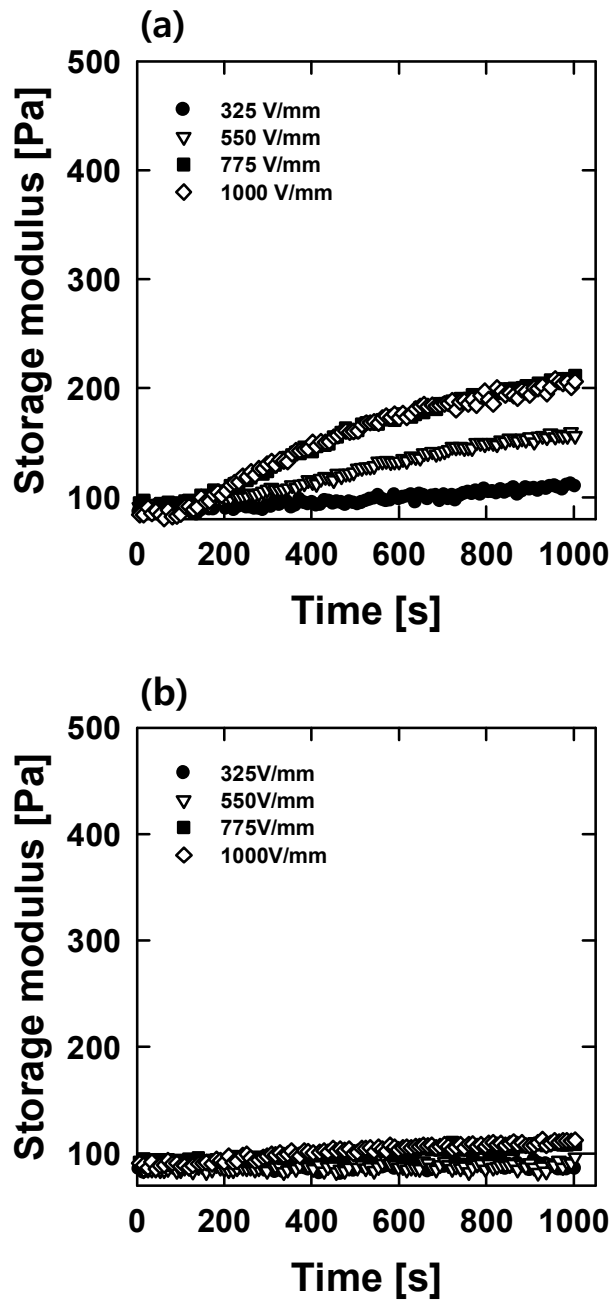 (a)
500
400
300
200
100
Storage modulus [Pa]
325 V/mm
550 V/mm
775 V/mm
1000 V/mm
0 200 400 600 800 1000
Time [s]
(b)
500
400
300
200
100
Storage modulus [Pa]
325V/mm
550V/mm
775V/mm
1000V/mm
0 200 400 600 800 1000
Time [s]